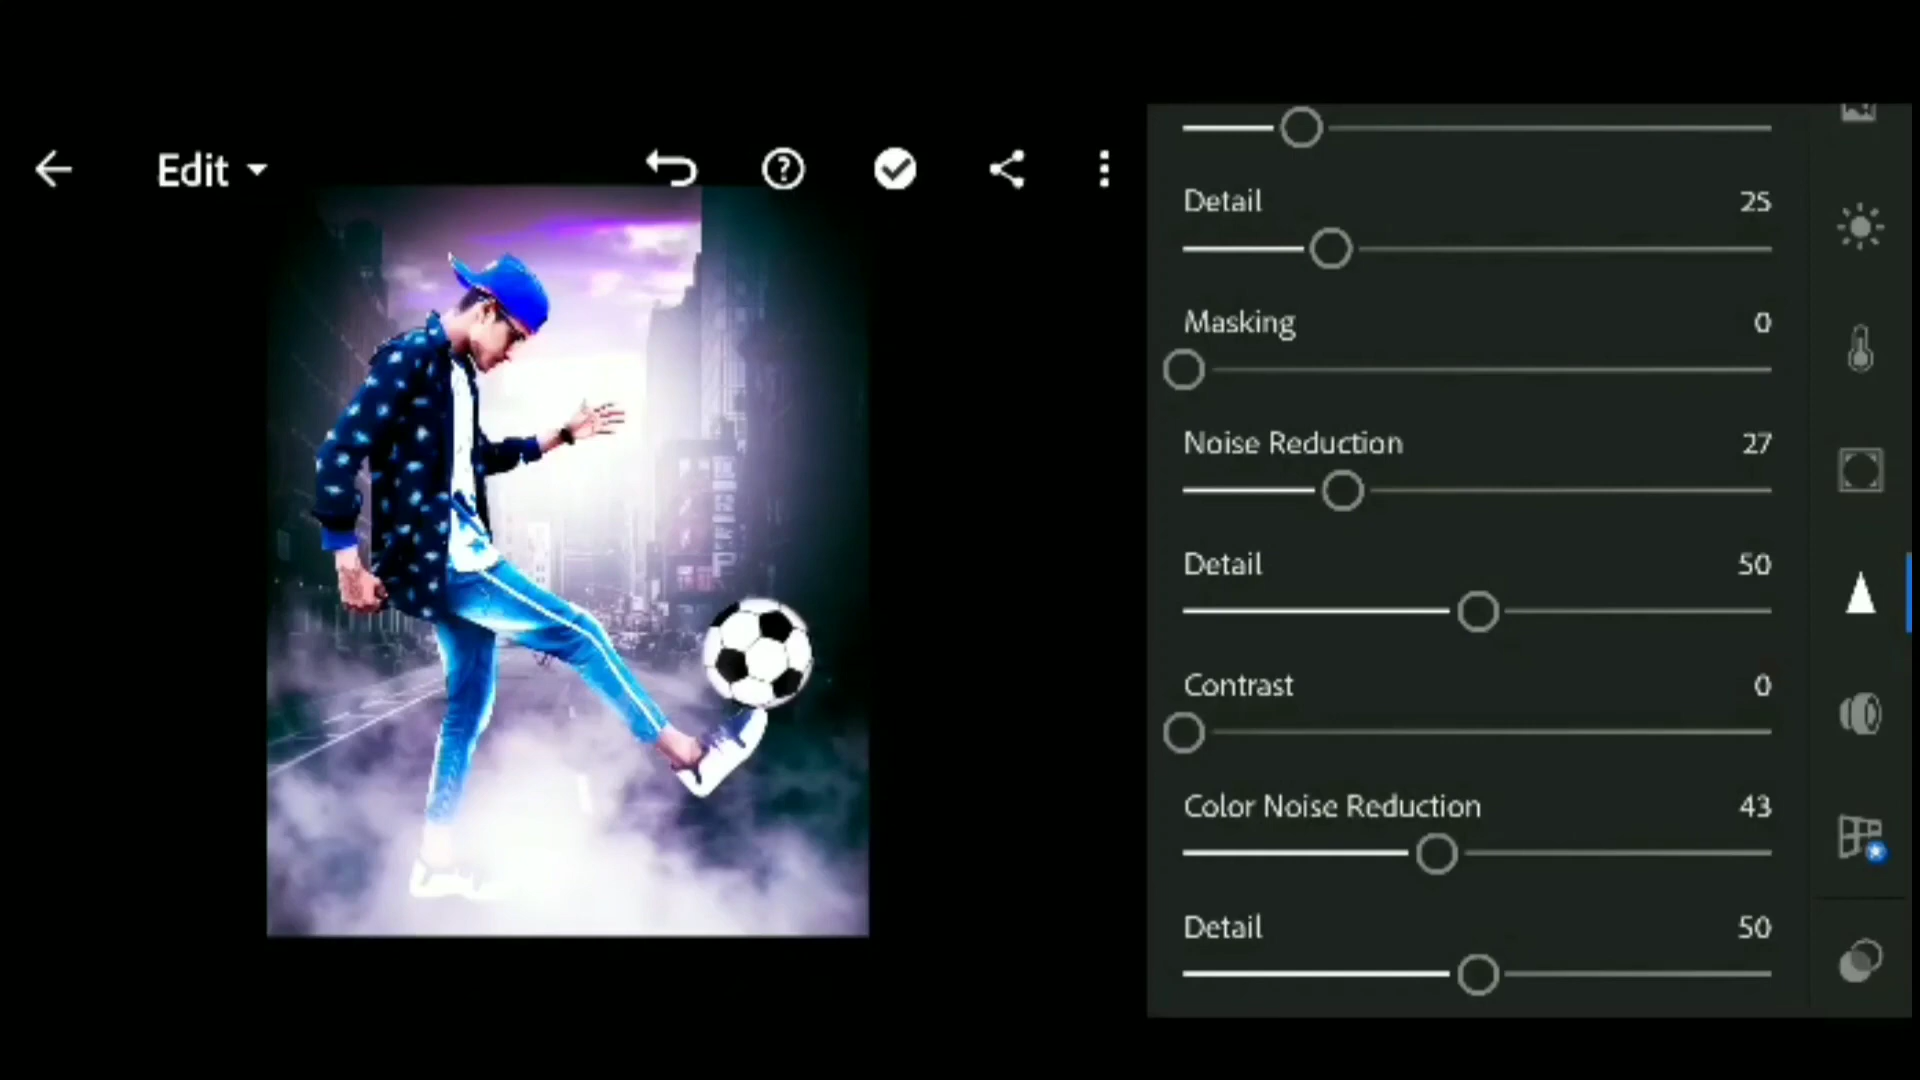 Edit
Detail 25
Masking 0
Noise Reduction 27
Detail 50
Contrast 0
Color Noise Reduction 43
Detail 50